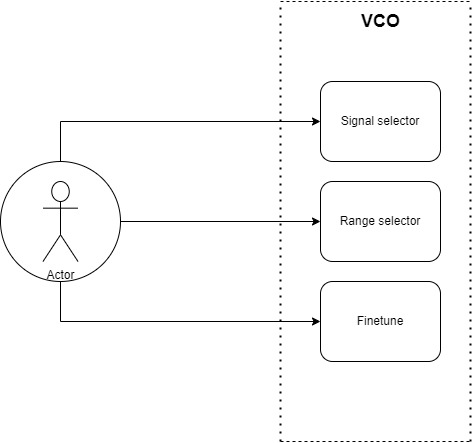 VCO
Signal selector
Range selector
Actor
Finetune